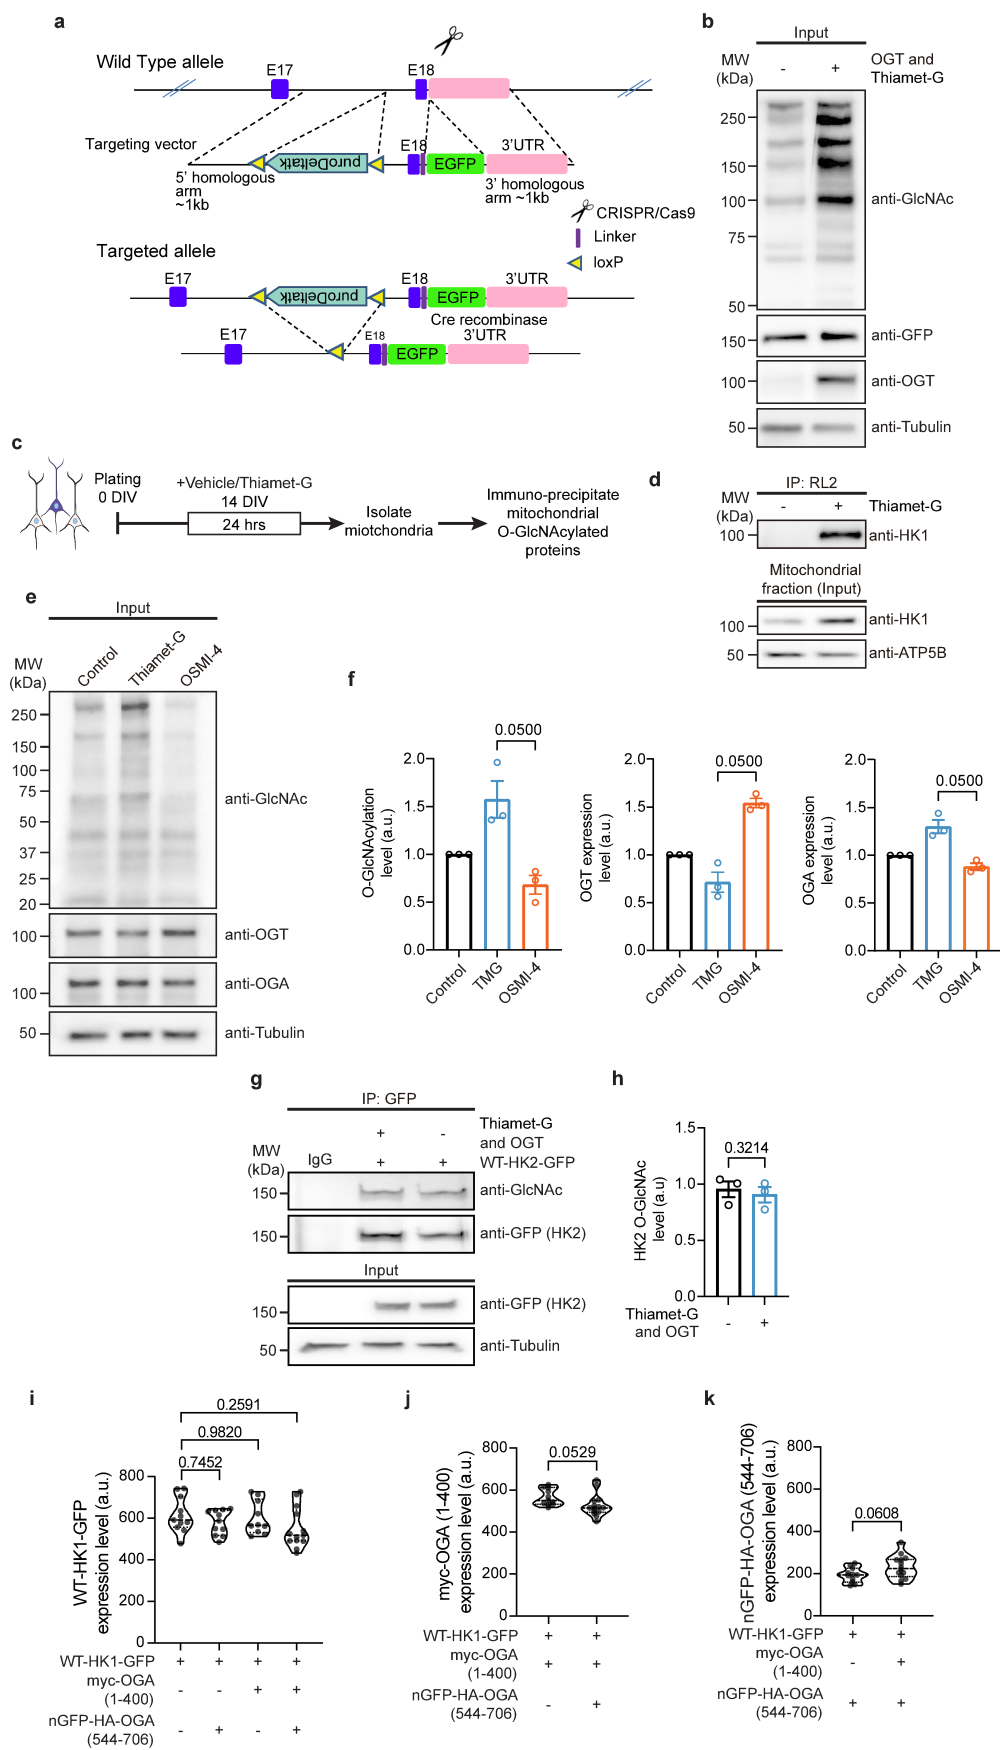 a
Wild Type allele
E17
E18
Targeting vector
puroDeltatk
E18
EGFP
3'UTR
5' homologous
arm
~1kb
3' homologous
arm ~1kb
CRISPR/Cas9
Linker
loxP
Targeted allele
E17
puroDeltatk
E18
EGFP
3'UTR
Cre recombinase
E17
E18
EGFP
3'UTR
b
Input
MW
(kDa)
- +
OGT and
Thiamet-G
250
150
100
75
50
anti-GlcNAc
150
anti-GFP
100
anti-OGT
50
anti-Tubulin
c
Plating
0 DIV
+Vehicle/Thiamet-G
14 DIV
24 hrs
Isolate
miotchondria
Immuno-precipitate
mitochondrial
O-GlcNAcylated
proteins
d
IP: RL2
MW
(kDa)
- +
Thiamet-G
100
anti-HK1
Mitochondrial
fraction (Input)
100
anti-HK1
50
anti-ATP5B
e
Input
MW
(kDa)
Control
Thiamet-G
OSMI-4
250
150
100
75
50
37
25
20
anti-GlcNAc
100
anti-OGT
100
anti-OGA
50
anti-Tubulin
f
O-GlcNAcylation
level (a.u.)
2.0
1.5
1.0
0.5
0.0
0.0500
Control
TMG
OSMI-4
OGT expression
level (a.u.)
2.0
1.5
1.0
0.5
0.0
0.0500
Control
TMG
OSMI-4
OGA expression
level (a.u.)
2.0
1.5
1.0
0.5
0.0
0.0500
Control
TMG
OSMI-4
g
IP: GFP
MW
(kDa)
IgG
+ -
Thiamet-G
and OGT
+ +
WT-HK2-GFP
150
anti-GlcNAc
150
anti-GFP (HK2)
Input
150
anti-GFP (HK2)
50
anti-Tubulin
h
HK2 O-GlcNAc
level (a.u)
1.5
1.0
0.5
0.0
0.3214
Thiamet-G
and OGT
- +
i
WT-HK1-GFP
expression level (a.u.)
800
600
400
200
0
0.2591
0.9820
0.7452
WT-HK1-GFP + + + +
myc-OGA
(1-400)
- - + +
nGFP-HA-OGA
(544-706)
- + - +
j
myc-OGA (1-400)
expression level (a.u.)
800
600
400
200
0
0.0529
WT-HK1-GFP + +
myc-OGA
(1-400)
+ +
nGFP-HA-OGA
(544-706)
- +
k
nGFP-HA-OGA (544-706)
expression level (a.u.)
800
600
400
200
0
0.0608
WT-HK1-GFP + +
myc-OGA
(1-400)
- +
nGFP-HA-OGA
(544-706)
+ +